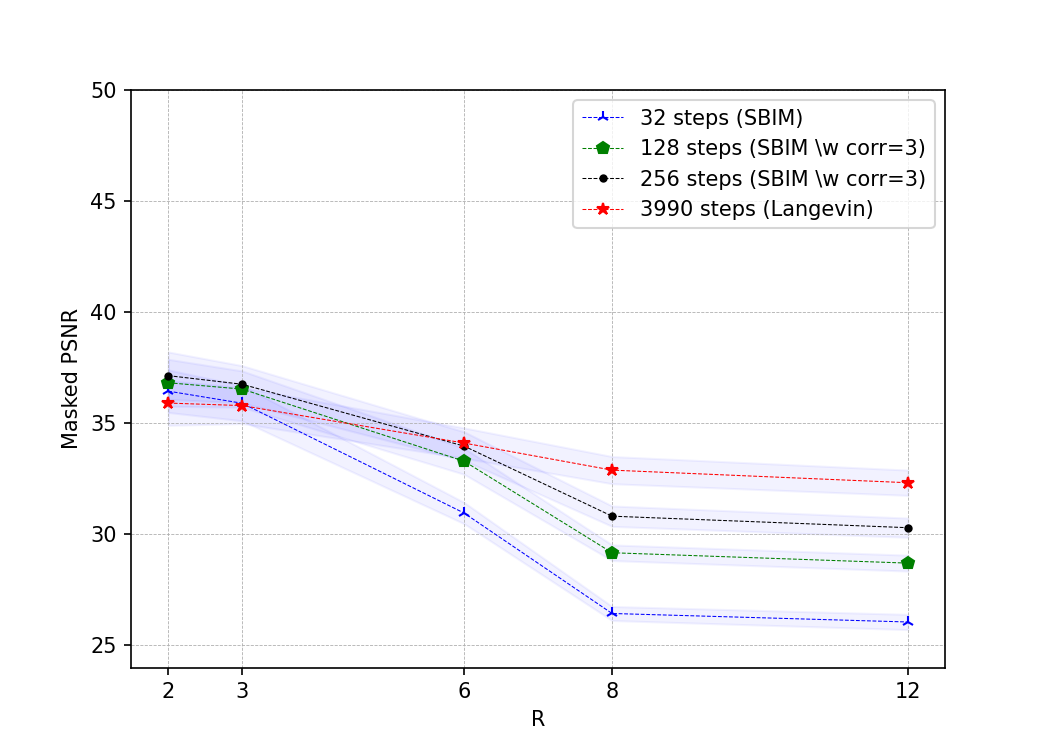 50
45
40
35
30
25
Masked PSNR
2 3 6 8 12
R
32 steps (SBIM)
128 steps (SBIM \w corr=3)
256 steps (SBIM \w corr=3)
3990 steps (Langevin)